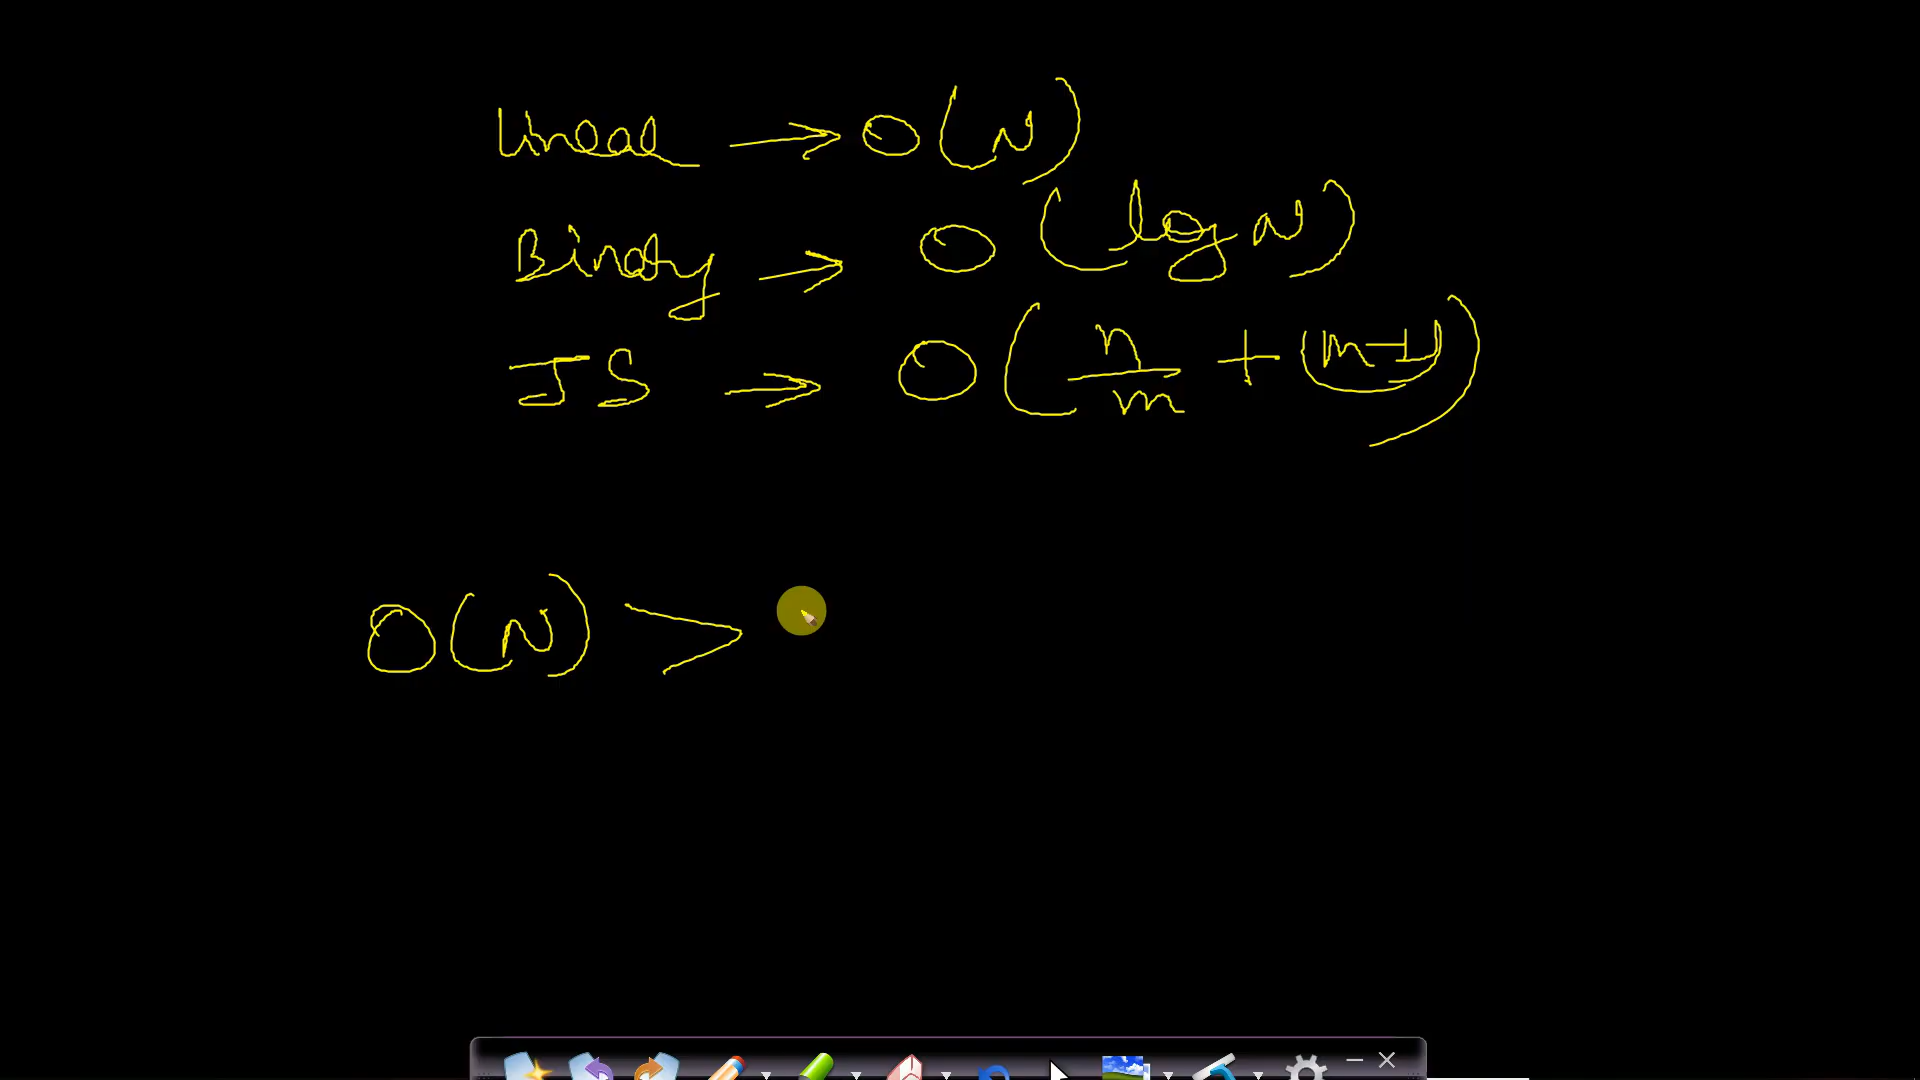 Linear → O(N)
Binary → O(log N)
JS → O(n/m + (m-1))
O(N) >